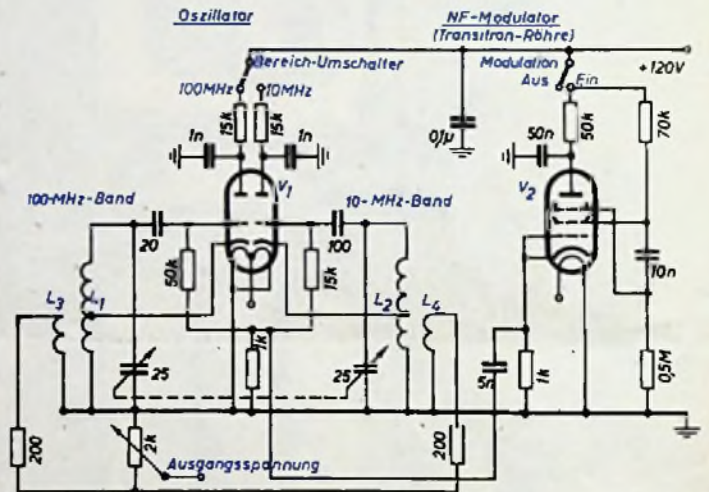 Oszillator
NF-Modulator
(Transitron-Röhre)
Bereich-Umschalter
Modulation
Aus
Ein
+120V
100MHz
10MHz
15k
15k
0,1µ
50n
50k
70k
1n
1n
V1
V2
100-MHz-Band
10-MHz-Band
20
100
50k
15k
10n
L3
L1
L2
L4
1k
25
25
5n
1k
0,5M
200
2k
200
Ausgangsspannung